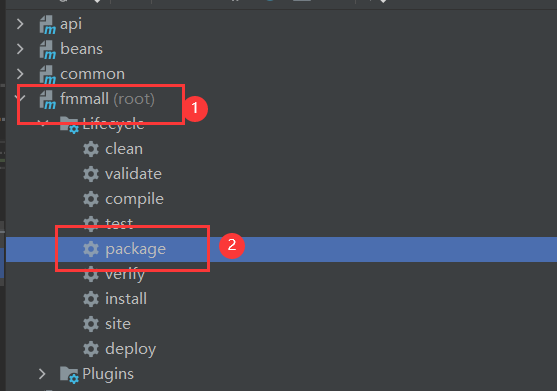 api
beans
common
fmmall (root)
1
Lifecycle
clean
validate
compile
test
package
2
verify
install
site
deploy
Plugins